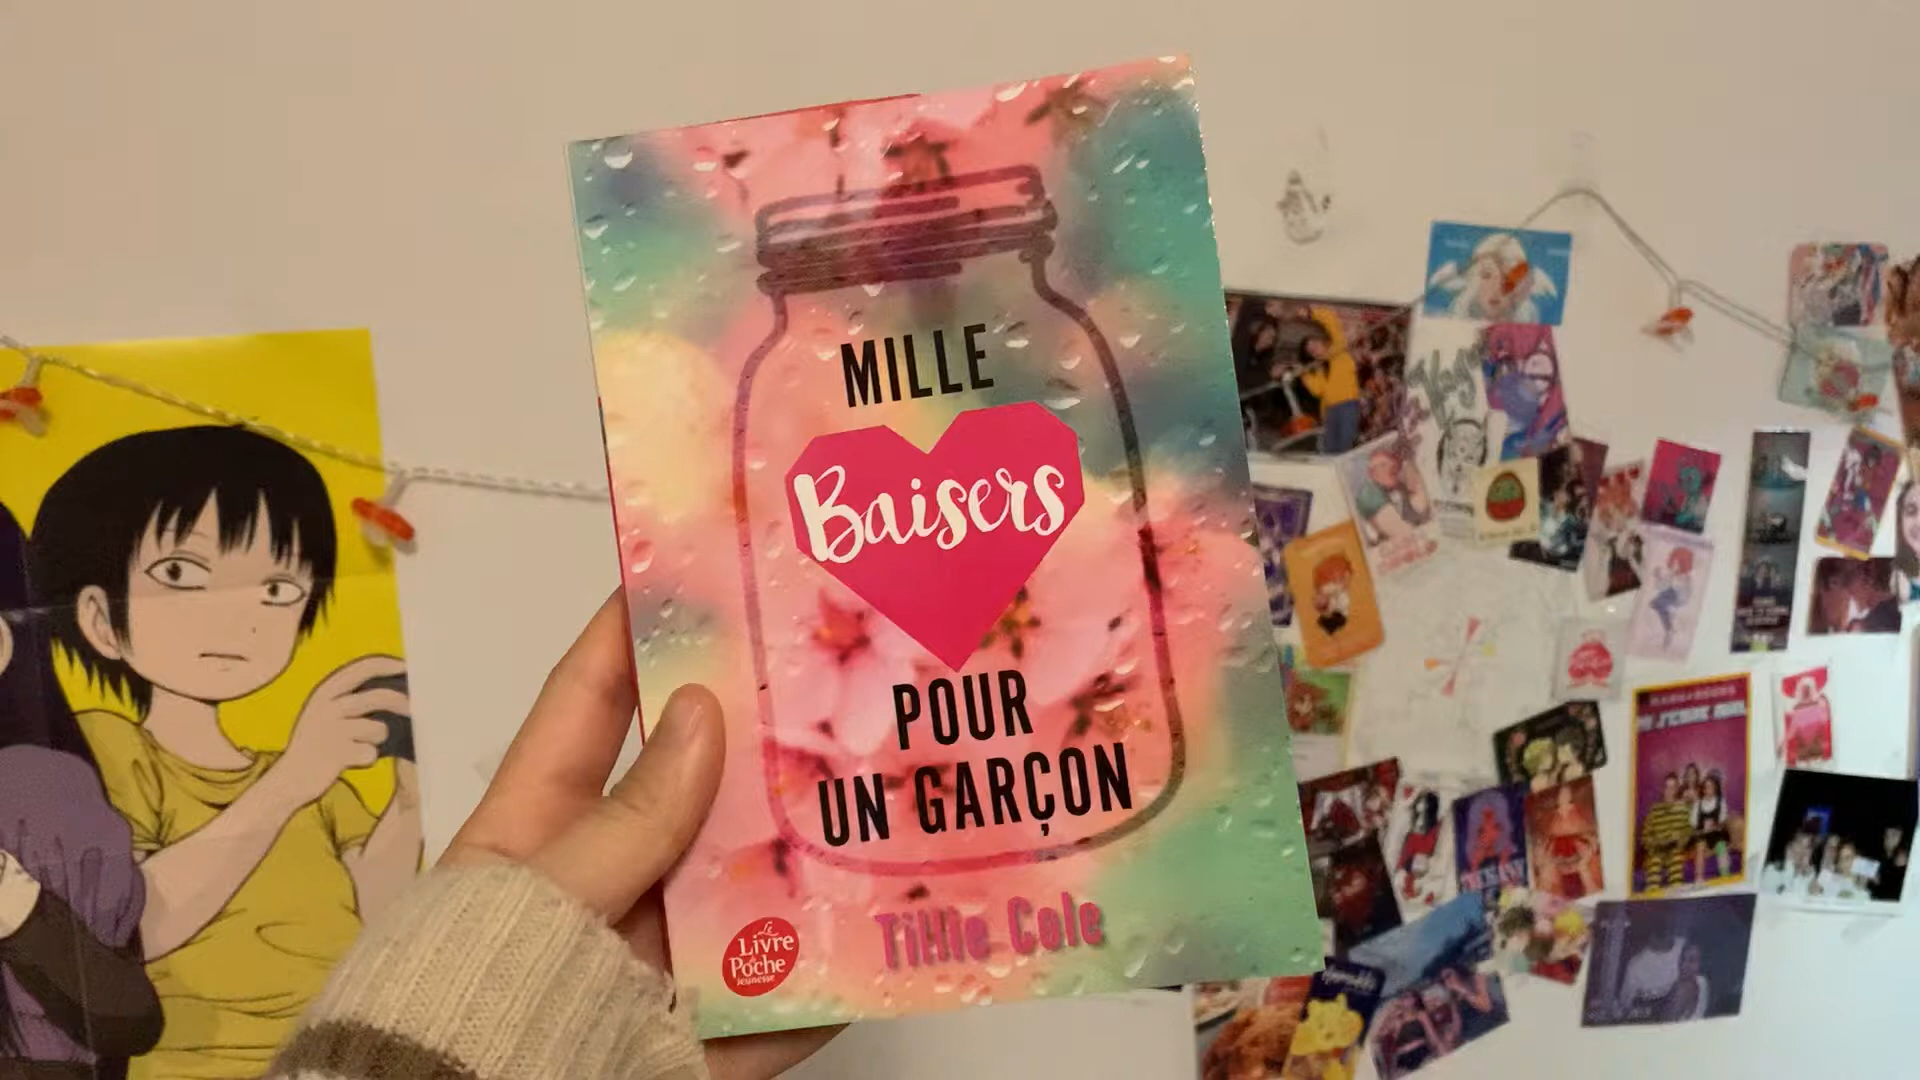 MILLE
Baisers
POUR
UN GARÇON
Tillie Cole
Le
Livre
de
Poche
Jeunesse